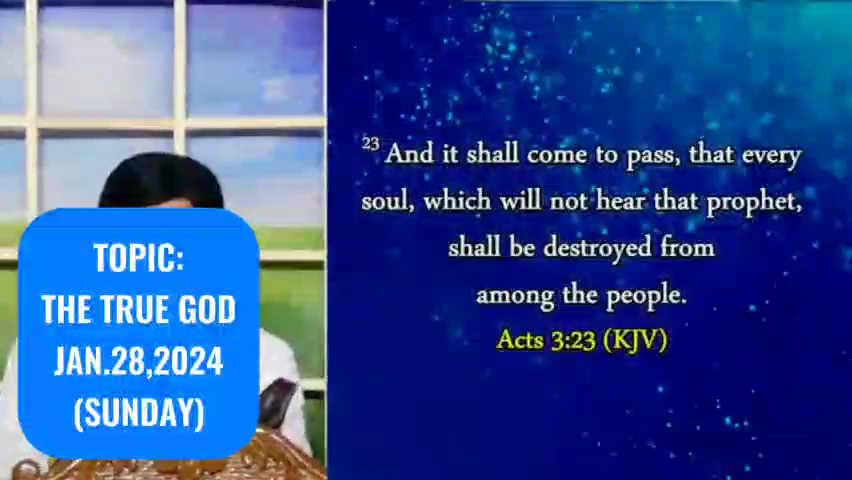 TOPIC:
THE TRUE GOD
JAN.28,2024
(SUNDAY)
23 And it shall come to pass, that every
soul, which will not hear that prophet,
shall be destroyed from
among the people.
Acts 3:23 (KJV)